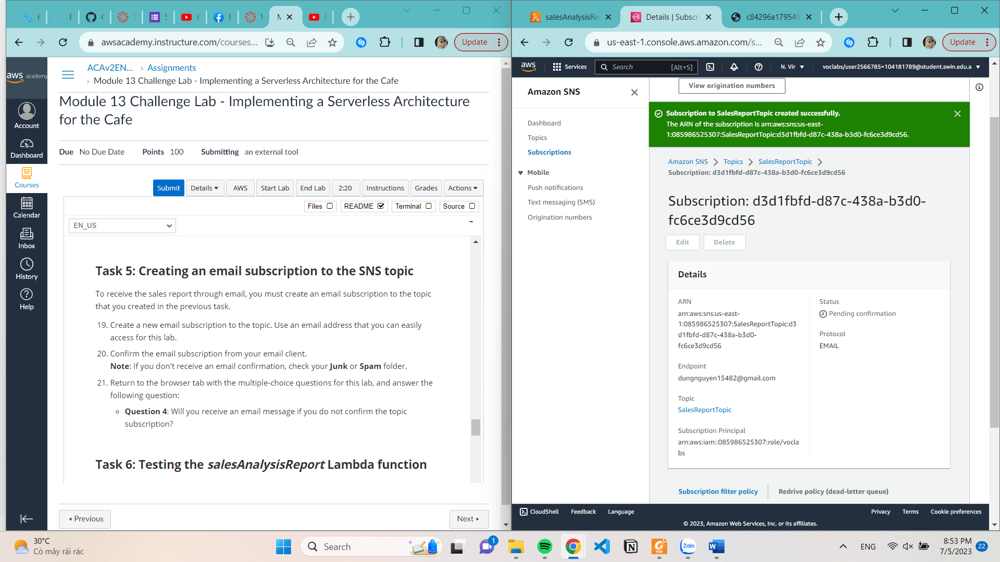 awsacademy.instructure.com/courses...
Update
aws academy
Account
Dashboard
Courses
Calendar
Inbox
History
Help
ACAv2EN... > Assignments
> Module 13 Challenge Lab - Implementing a Serverless Architecture for the Cafe
Module 13 Challenge Lab - Implementing a Serverless Architecture
for the Cafe
Due No Due Date Points 100 Submitting an external tool
Submit Details AWS Start Lab End Lab 2:20 Instructions Grades Actions
Files README Terminal Source
EN_US
-
Task 5: Creating an email subscription to the SNS topic
To receive the sales report through email, you must create an email subscription to the topic
that you created in the previous task.
19. Create a new email subscription to the topic. Use an email address that you can easily
access for this lab.
20. Confirm the email subscription from your email client.
Note: If you don't receive an email confirmation, check your Junk or Spam folder.
21. Return to the browser tab with the multiple-choice questions for this lab, and answer the
following question:
Question 4: Will you receive an email message if you do not confirm the topic
subscription?
Task 6: Testing the salesAnalysisReport Lambda function
Previous
Next
salesAnalysisRe
Details | Subscri
c84296a179549
us-east-1.console.aws.amazon.com/s...
Update
aws
Services
Search [Alt+S]
N. Vir
voclabs/user2566785=104181789@student.swin.edu.a
Amazon SNS
Dashboard
Topics
Subscriptions
Mobile
Push notifications
Text messaging (SMS)
Origination numbers
View origination numbers
Subscription to SalesReportTopic created successfully.
The ARN of the subscription is arn:aws:sns:us-east-
1:085986525307:SalesReportTopic:d3d1fbfd-d87c-438a-b3d0-fc6ce3d9cd56.
Amazon SNS > Topics > SalesReportTopic >
Subscription: d3d1fbfd-d87c-438a-b3d0-fc6ce3d9cd56
Subscription: d3d1fbfd-d87c-438a-b3d0-
fc6ce3d9cd56
Edit Delete
Details
ARN
arn:aws:sns:us-east-
1:085986525307:SalesReportTopic:d3
d1fbfd-d87c-438a-b3d0-
fc6ce3d9cd56
Endpoint
dungnguyen15482@gmail.com
Topic
SalesReportTopic
Subscription Principal
arn:aws:iam::085986525307:role/vocla
bs
Status
Pending confirmation
Protocol
EMAIL
Subscription filter policy
Redrive policy (dead-letter queue)
CloudShell Feedback Language
Privacy Terms Cookie preferences
© 2023, Amazon Web Services, Inc. or its affiliates.
30°C
Có mây rải rác
Search
1
Zalo
ENG
8:53 PM
7/5/2023
22